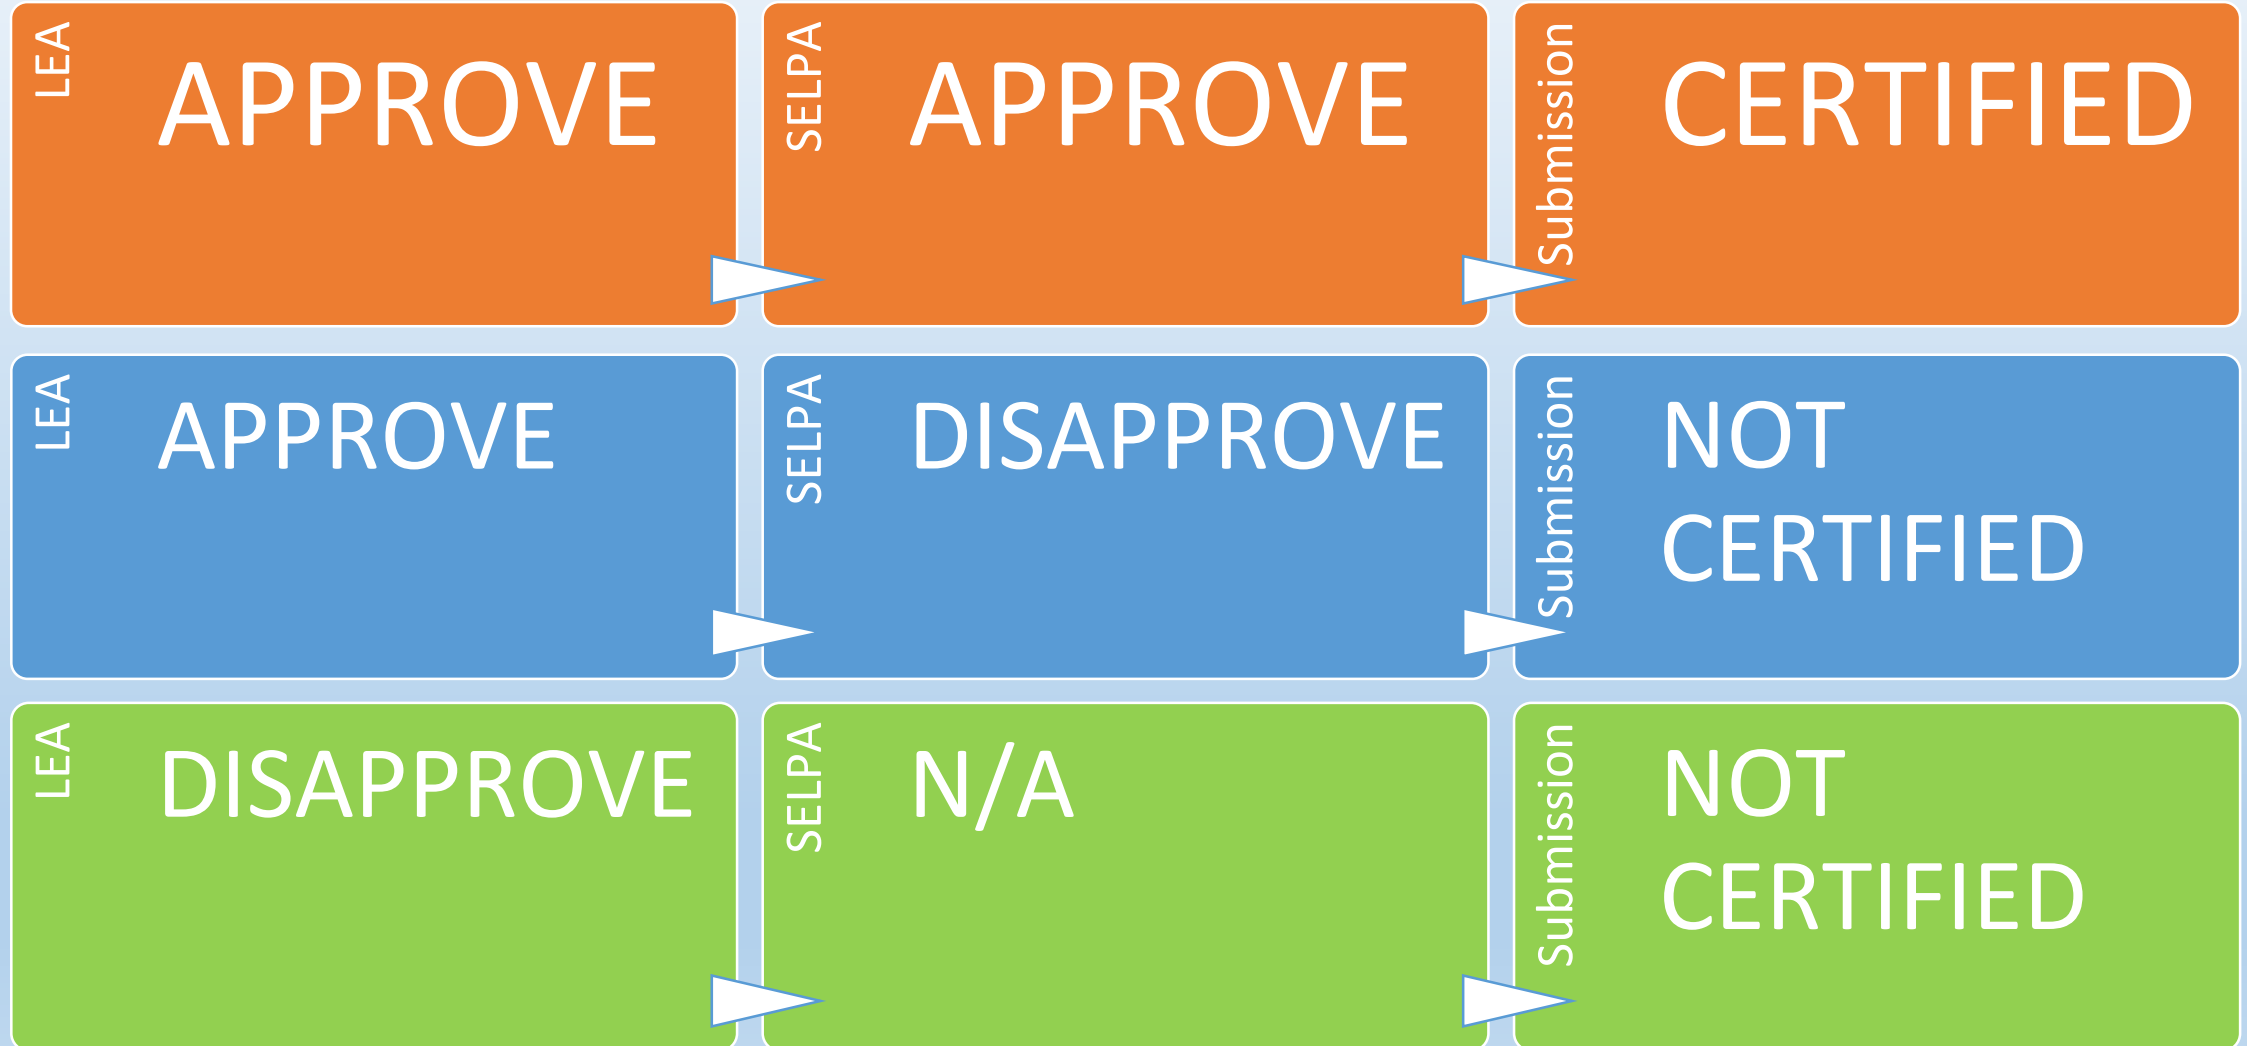 LEA
APPROVE
SELPA
APPROVE
Submission
CERTIFIED
LEA
APPROVE
SELPA
DISAPPROVE
Submission
NOT
CERTIFIED
LEA
DISAPPROVE
SELPA
N/A
Submission
NOT
CERTIFIED